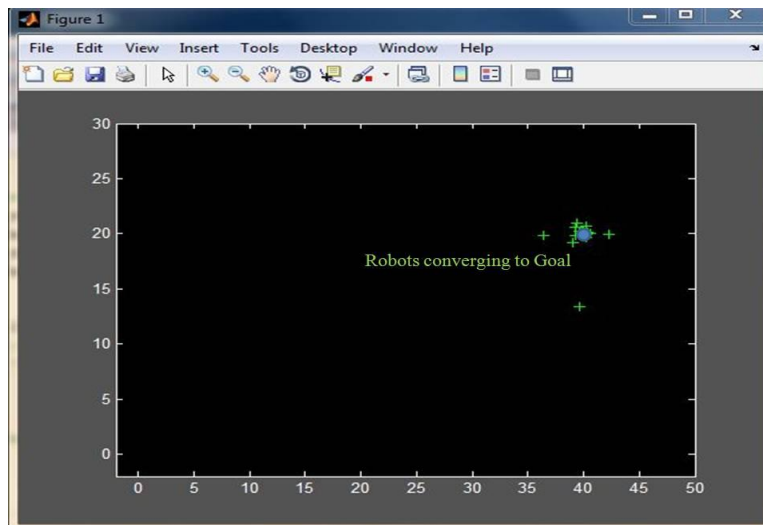 Figure 1
File Edit View Insert Tools Desktop Window Help
30
25
20
Robots converging to Goal
15
10
5
0
0 5 10 15 20 25 30 35 40 45 50